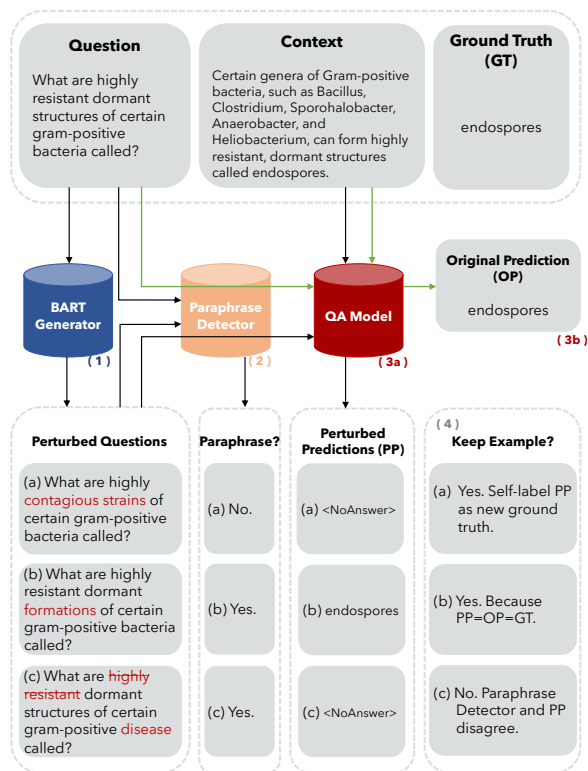 Question
What are highly
resistant dormant
structures of certain
gram-positive
bacteria called?
Context
Certain genera of Gram-positive
bacteria, such as Bacillus,
Clostridium, Sporohalobacter,
Anaerobacter, and
Heliobacterium, can form highly
resistant, dormant structures
called endospores.
Ground Truth
(GT)
endospores
BART
Generator
( 1 )
Paraphrase
Detector
( 2 )
QA Model
( 3a )
Original Prediction
(OP)
endospores
( 3b )
Perturbed Questions
(a) What are highly
contagious strains of
certain gram-positive
bacteria called?
(b) What are highly
resistant dormant
formations of certain
gram-positive bacteria
called?
(c) What are highly
resistant dormant
structures of certain
gram-positive disease
called?
Paraphrase?
(a) No.
(b) Yes.
(c) Yes.
Perturbed
Predictions (PP)
(a) <NoAnswer>
(b) endospores
(c) <NoAnswer>
( 4 )
Keep Example?
(a) Yes. Self-label PP
as new ground
truth.
(b) Yes. Because
PP=OP=GT.
(c) No. Paraphrase
Detector and PP
disagree.